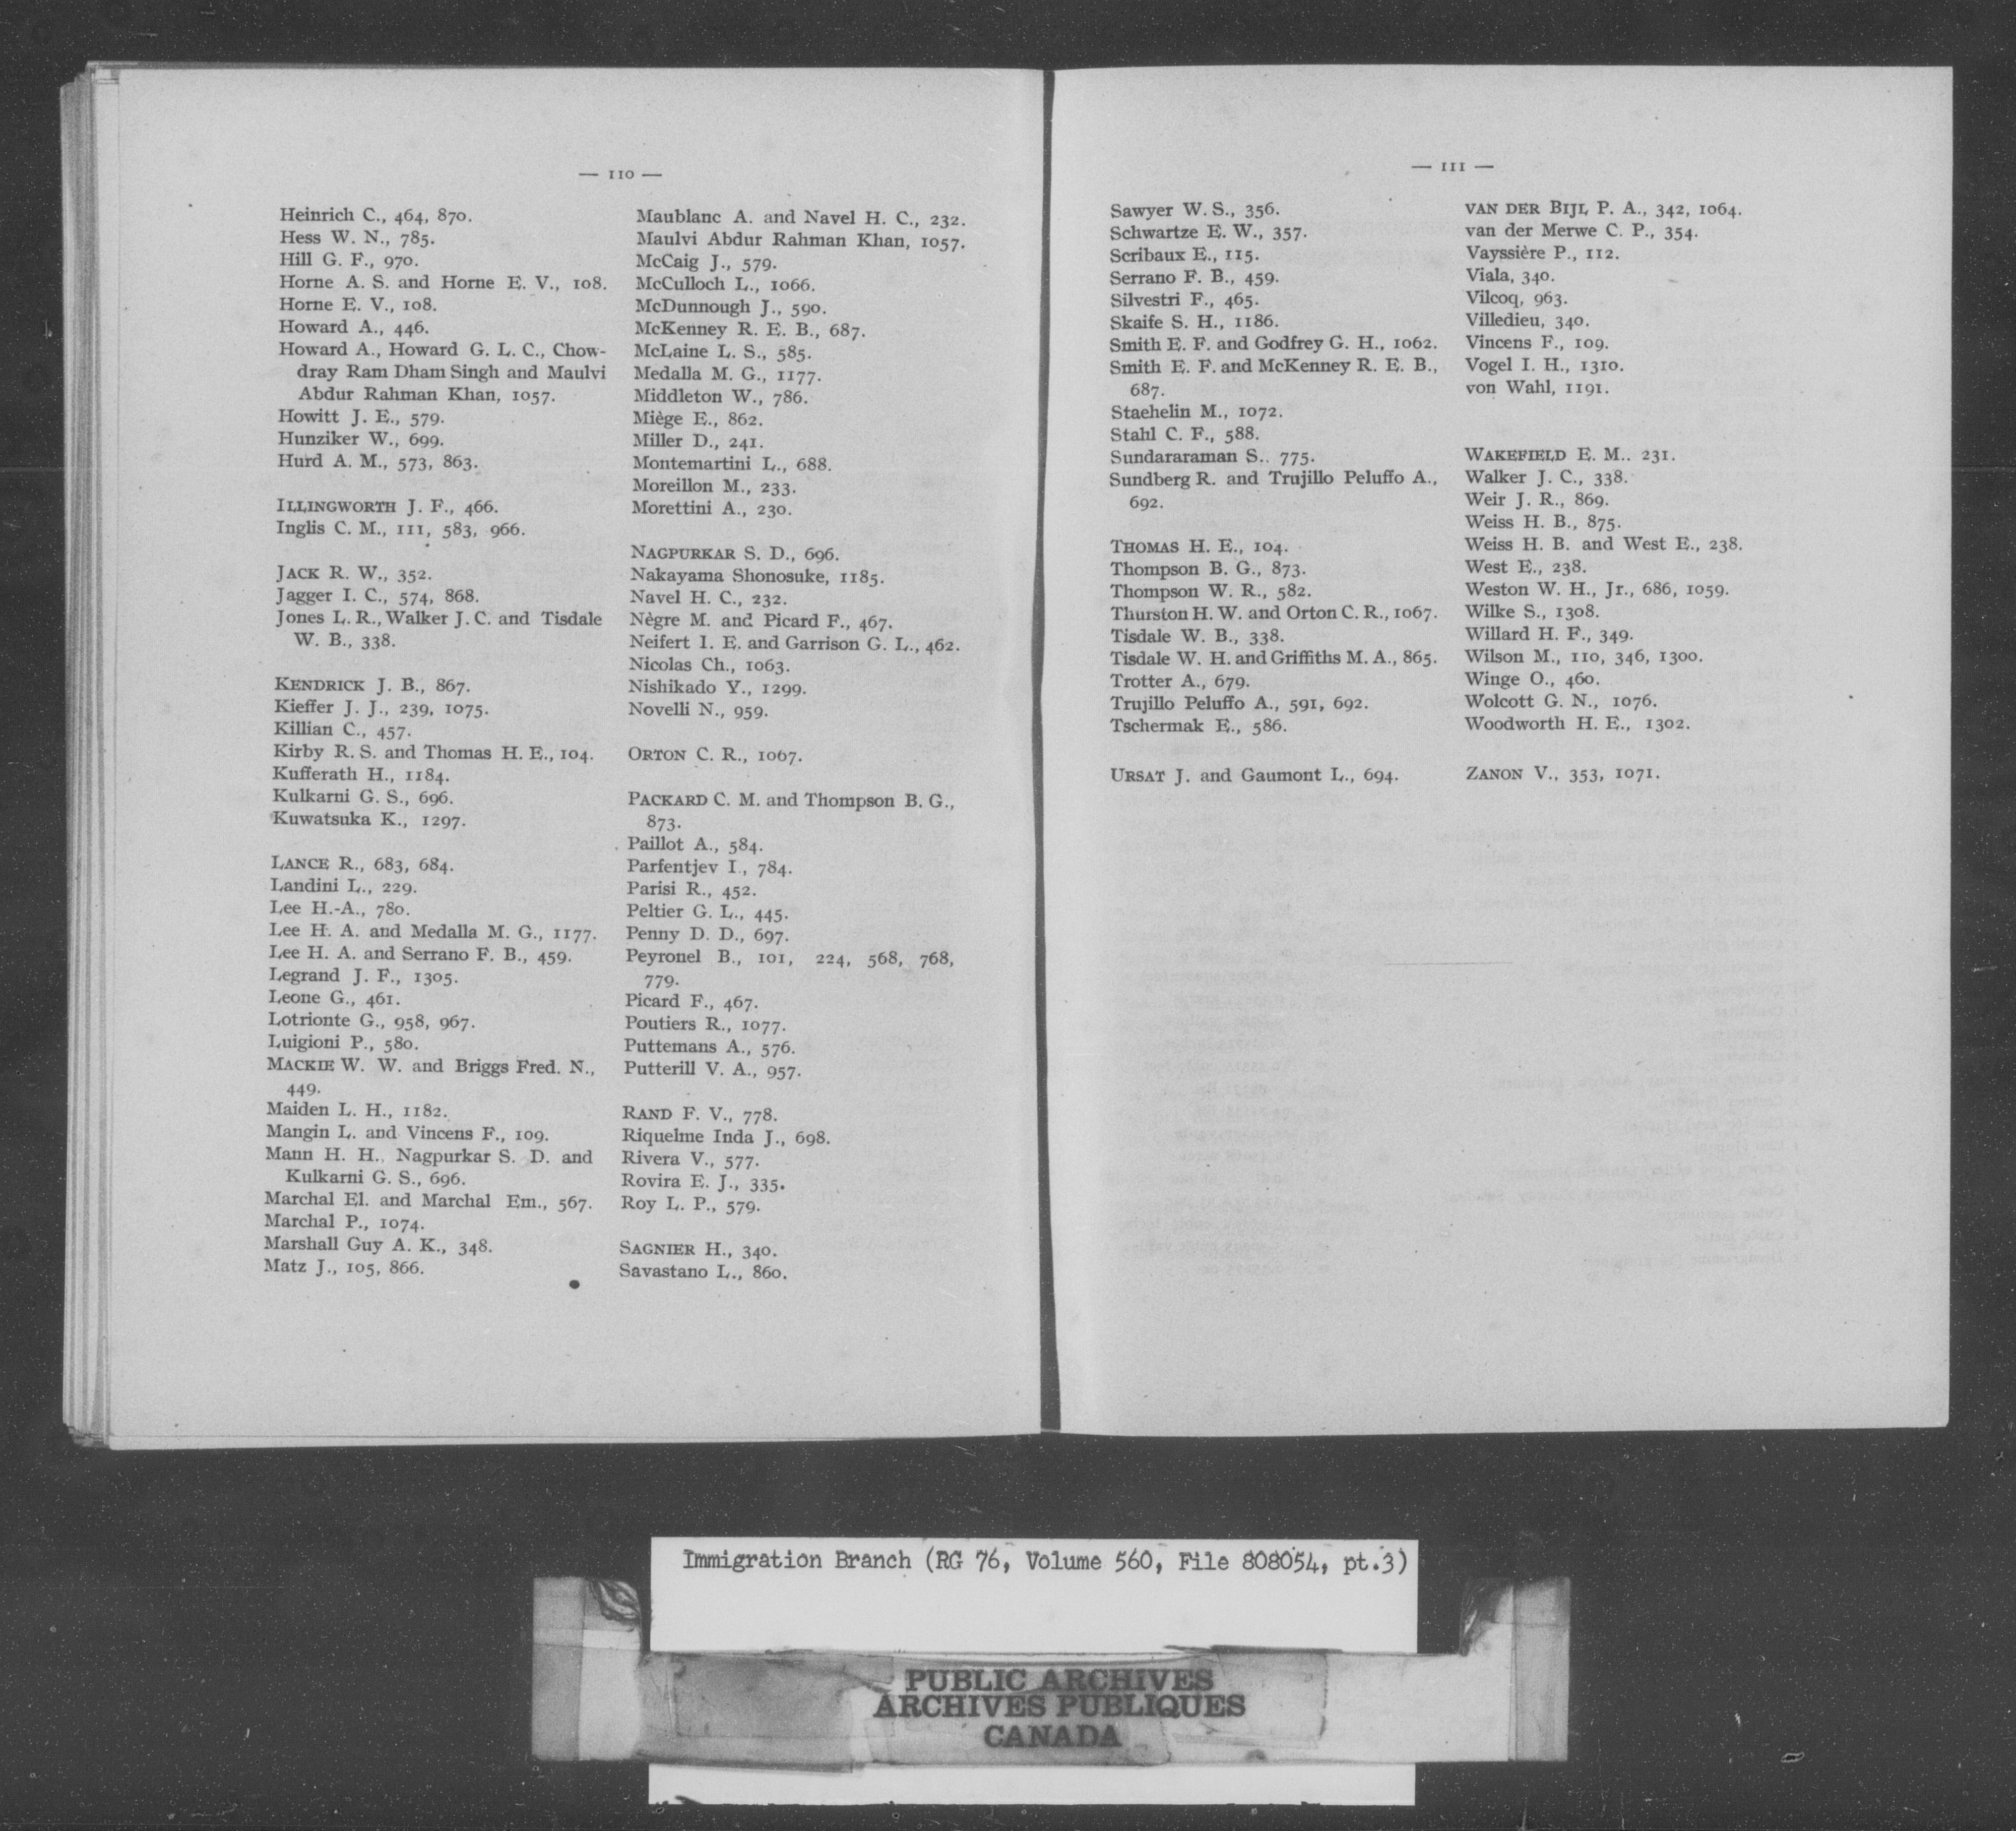 — 110 —
Heinrich C., 464, 870.
Hess W. N., 785.
Hill G. F., 970.
Horne A. S. and Horne E. V., 108.
Horne E. V., 108.
Howard A., 446.
Howard A., Howard G. L. C., Chow-
dray Ram Dham Singh and Maulvi
Abdur Rahman Khan, 1057.
Howitt J. E., 579.
Hunziker W., 699.
Hurd A. M., 573, 863.
ILLINGWORTH J. F., 466.
Inglis C. M., 111, 583, 966.
JACK R. W., 352.
Jagger I. C., 574, 868.
Jones L. R., Walker J. C. and Tisdale
W. B., 338.
KENDRICK J. B., 867.
Kieffer J. J., 239, 1075.
Killian C., 457.
Kirby R. S. and Thomas H. E., 104.
Kufferath H., 1184.
Kulkarni G. S., 696.
Kuwatsuka K., 1297.
LANCE R., 683, 684.
Landini L., 229.
Lee H.-A., 780.
Lee H. A. and Medalla M. G., 1177.
Lee H. A. and Serrano F. B., 459.
Legrand J. F., 1305.
Leone G., 461.
Lotrionte G., 958, 967.
Luigioni P., 580.
MACKIE W. W. and Briggs Fred. N.,
449.
Maiden L. H., 1182.
Mangin L. and Vincens F., 109.
Mann H. H., Nagpurkar S. D. and
Kulkarni G. S., 696.
Marchal El. and Marchal Em., 567.
Marchal P., 1074.
Marshall Guy A. K., 348.
Matz J., 105, 866.
Maublanc A. and Navel H. C., 232.
Maulvi Abdur Rahman Khan, 1057.
McCaig J., 579.
McCulloch L., 1066.
McDunnough J., 590.
McKenney R. E. B., 687.
McLaine L. S., 585.
Medalla M. G., 1177.
Middleton W., 786.
Miège E., 862.
Miller D., 241.
Montemartini L., 688.
Moreillon M., 233.
Morettini A., 230.
NAGPURKAR S. D., 696.
Nakayama Shonosuke, 1185.
Navel H. C., 232.
Nègre M. and Picard F., 467.
Neifert I. E. and Garrison G. L., 462.
Nicolas Ch., 1063.
Nishikado Y., 1299.
Novelli N., 959.
ORTON C. R., 1067.
PACKARD C. M. and Thompson B. G.,
873.
Paillot A., 584.
Parfentjev I., 784.
Parisi R., 452.
Peltier G. L., 445.
Penny D. D., 697.
Peyronel B., 101, 224, 568, 768,
779.
Picard F., 467.
Poutiers R., 1077.
Puttemans A., 576.
Putterill V. A., 957.
RAND F. V., 778.
Riquelme Inda J., 698.
Rivera V., 577.
Rovira E. J., 335.
Roy L. P., 579.
SAGNIER H., 340.
Savastano L., 860.
— 111 —
Sawyer W. S., 356.
Schwartze E. W., 357.
Scribaux E., 115.
Serrano F. B., 459.
Silvestri F., 465.
Skaife S. H., 1186.
Smith E. F. and Godfrey G. H., 1062.
Smith E. F. and McKenney R. E. B.,
687.
Staehelin M., 1072.
Stahl C. F., 588.
Sundararaman S.. 775.
Sundberg R. and Trujillo Peluffo A.,
692.
THOMAS H. E., 104.
Thompson B. G., 873.
Thompson W. R., 582.
Thurston H. W. and Orton C. R., 1067.
Tisdale W. B., 338.
Tisdale W. H. and Griffiths M. A., 865.
Trotter A., 679.
Trujillo Peluffo A., 591, 692.
Tschermak E., 586.
URSAT J. and Gaumont L., 694.
VAN DER BIJL P. A., 342, 1064.
van der Merwe C. P., 354.
Vayssière P., 112.
Viala, 340.
Vilcoq, 963.
Villedieu, 340.
Vincens F., 109.
Vogel I. H., 1310.
von Wahl, 1191.
WAKEFIELD E. M.. 231.
Walker J. C., 338.
Weir J. R., 869.
Weiss H. B., 875.
Weiss H. B. and West E., 238.
West E., 238.
Weston W. H., Jr., 686, 1059.
Wilke S., 1308.
Willard H. F., 349.
Wilson M., 110, 346, 1300.
Winge O., 460.
Wolcott G. N., 1076.
Woodworth H. E., 1302.
ZANON V., 353, 1071.
Immigration Branch (RG 76, Volume 560, File 808054, pt.3)
PUBLIC ARCHIVES
ARCHIVES PUBLIQUES
CANADA